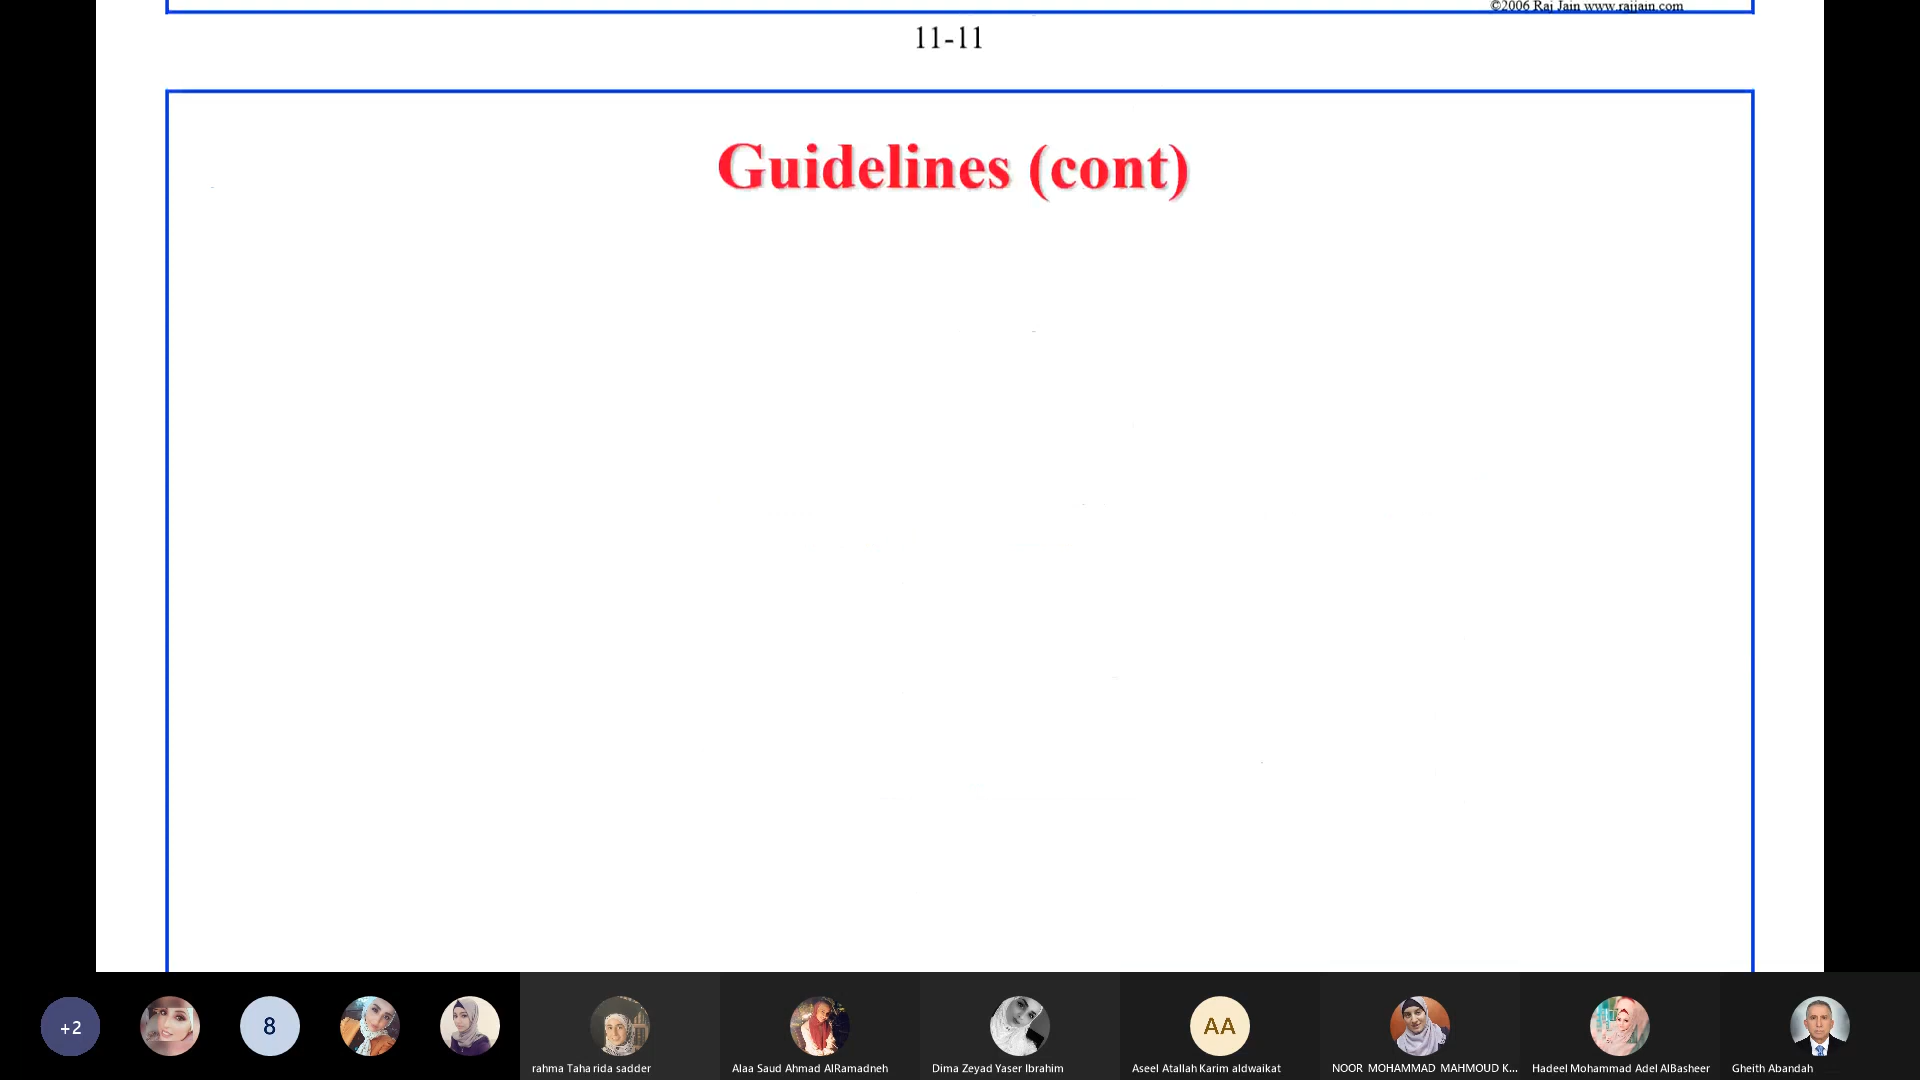 ©2006 Raj Jain www.rajjain.com
11-11
Guidelines (cont)
+2
8
AA
rahma Taha rida sadder
Alaa Saud Ahmad AlRamadneh
Dima Zeyad Yaser Ibrahim
Aseel Atallah Karim aldwaikat
NOOR MOHAMMAD MAHMOUD K...
Hadeel Mohammad Adel AlBasheer
Gheith Abandah